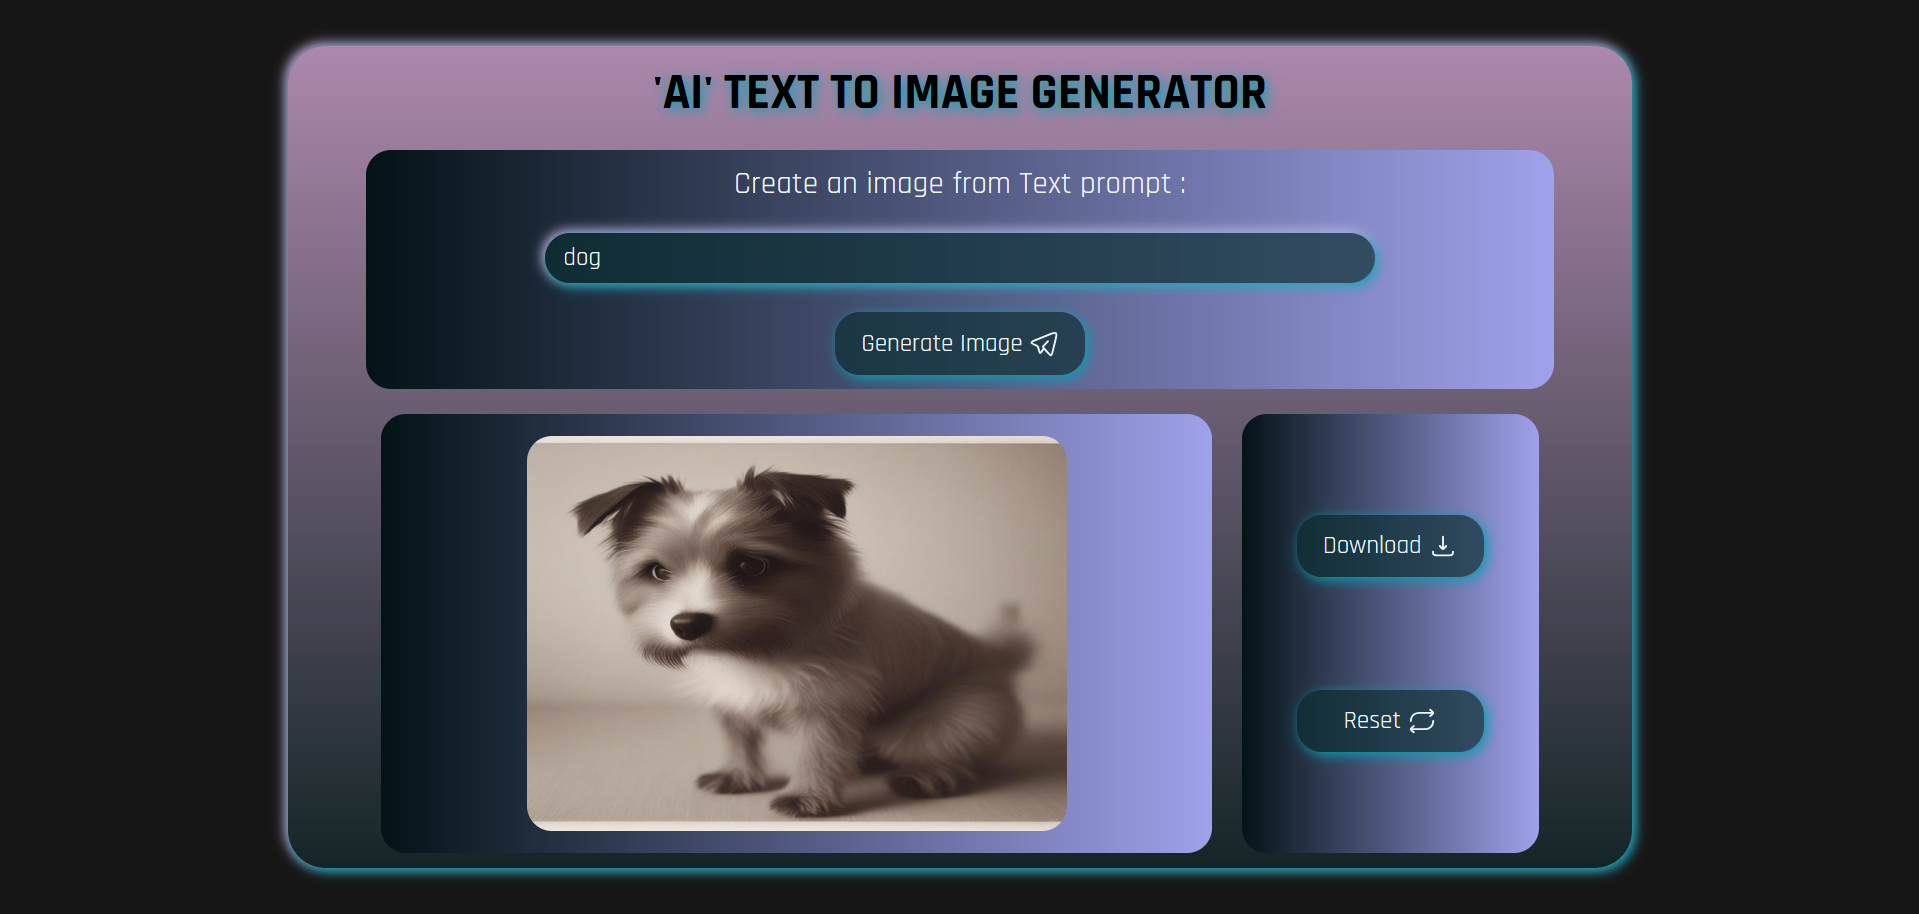 'AI' TEXT TO IMAGE GENERATOR
Create an image from Text prompt :
dog
Generate Image
Download
Reset